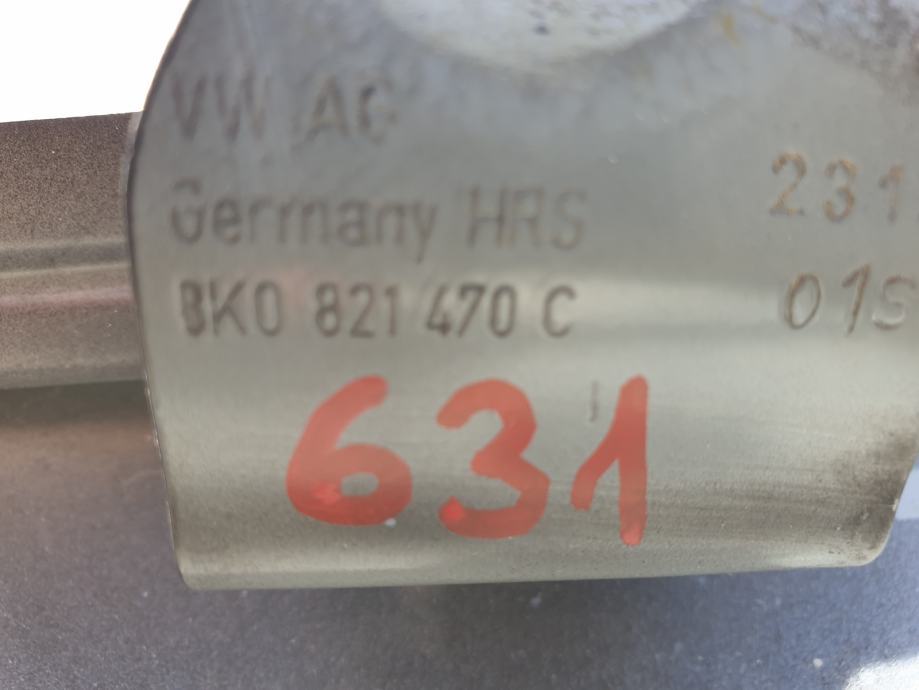 VW AG
Germany HRS 231
8K0 821 470 C 01S
631